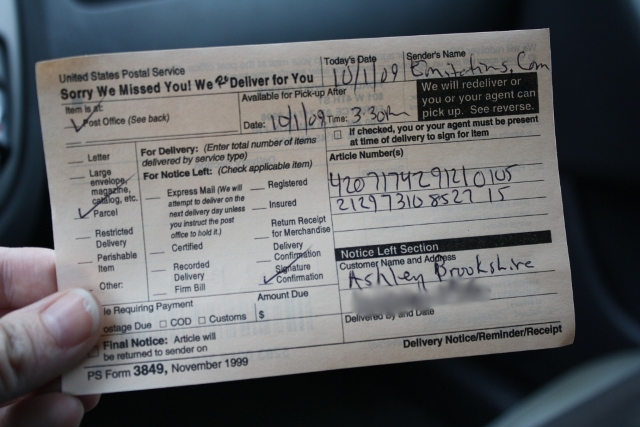 United States Postal Service
Sorry We Missed You! We ReDeliver for You
Today's Date
10/1/09
Sender's Name
Item is at:
✓ Post Office (See back)
Available for Pick-up After
Date: 10/1/09 Time: 3:30
We will redeliver or
you or your agent can
pick up. See reverse.
If checked, you or your agent must be present
at time of delivery to sign for item
Letter
Large
envelope,
magazine,
catalog, etc.
✓ Parcel
Restricted
Delivery
Perishable
Item
Other:
For Delivery: (Enter total number of items
delivered by service type)
For Notice Left: (Check applicable item)
Express Mail (We will
attempt to deliver on
the next delivery day unless
you instruct the post
office to hold it.)
Certified
Recorded
Delivery
Firm Bill
Registered
Insured
Return Receipt
for Merchandise
Delivery
Confirmation
✓ Signature
Confirmation
Article Number(s)
420717429121 0105
21297310 8527 15
Notice Left Section
Customer Name and Address
Ashley Brookshire
le Requiring Payment
ostage Due □ COD □ Customs
Amount Due
$
Delivered by and Date
Final Notice: Article will
be returned to sender on
Delivery Notice/Reminder/Receipt
PS Form 3849, November 1999